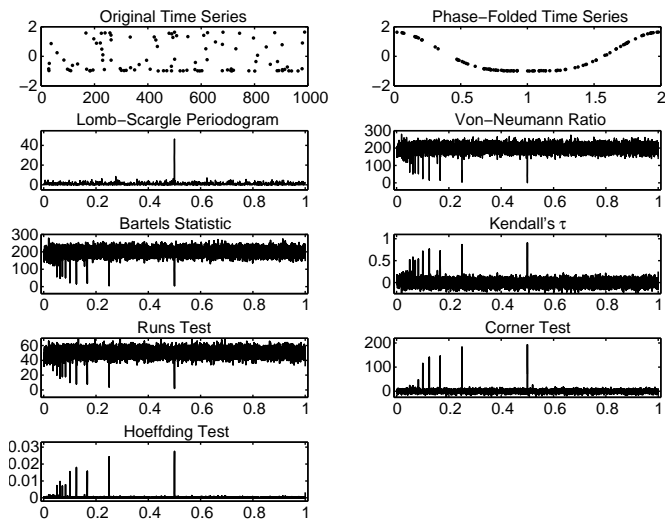 Original Time Series
2
0
−2
0 200 400 600 800 1000
Phase−Folded Time Series
2
0
−2
0 0.5 1 1.5 2
Lomb−Scargle Periodogram
40
20
0
0 0.2 0.4 0.6 0.8 1
Von−Neumann Ratio
300
200
100
0
0 0.2 0.4 0.6 0.8 1
Bartels Statistic
300
200
100
0
0 0.2 0.4 0.6 0.8 1
Kendall's τ
1
0.5
0
0 0.2 0.4 0.6 0.8 1
Runs Test
60
40
20
0
0 0.2 0.4 0.6 0.8 1
Corner Test
200
100
0
0 0.2 0.4 0.6 0.8 1
Hoeffding Test
0.03
0.02
0.01
0
0 0.2 0.4 0.6 0.8 1